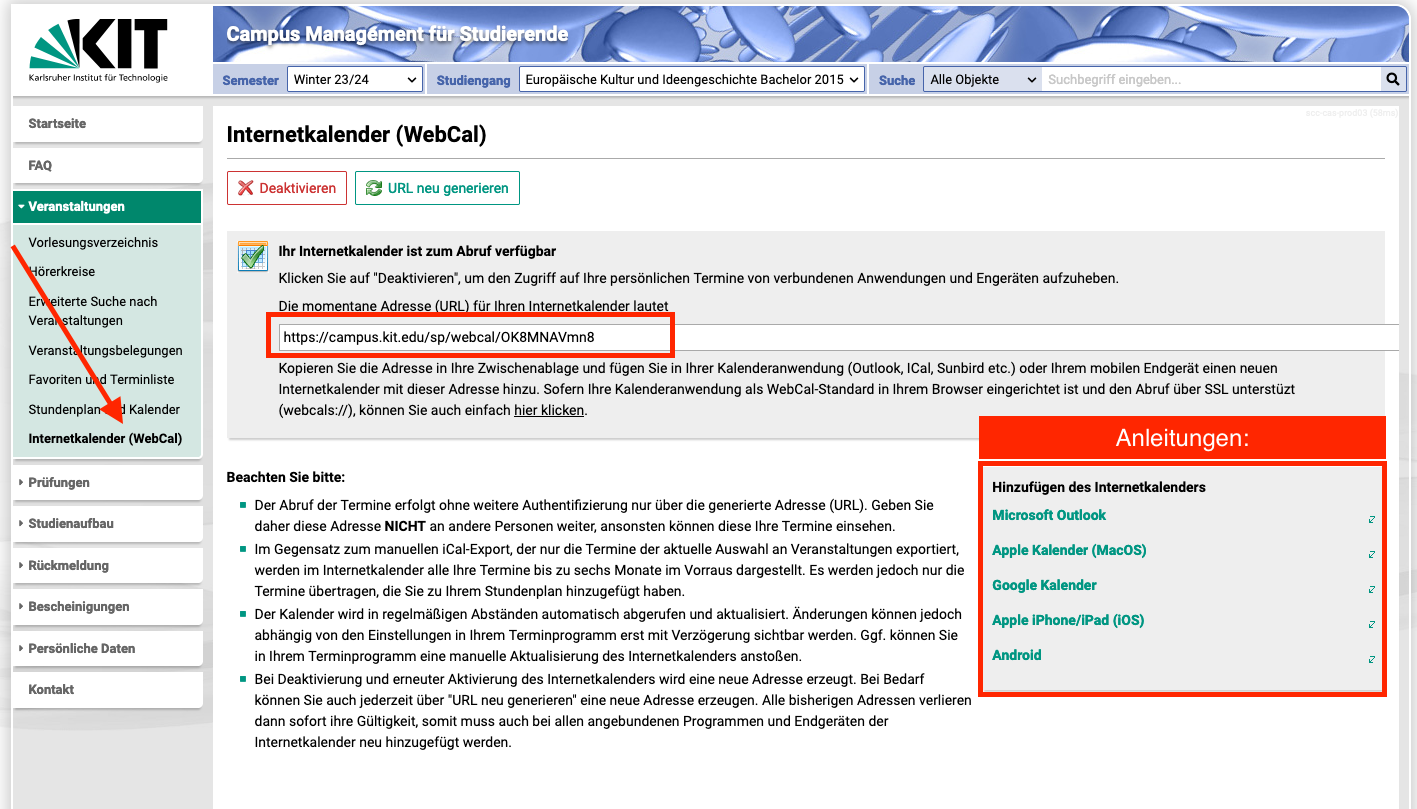 KIT
Karlsruher Institut für Technologie
Campus Management für Studierende
Semester Winter 23/24 Studiengang Europäische Kultur und Ideengeschichte Bachelor 2015 Suche Alle Objekte Suchbegriff eingeben...
Startseite
FAQ
Veranstaltungen
Vorlesungsverzeichnis
Hörerkreise
Erweiterte Suche nach
Veranstaltungen
Veranstaltungsbelegungen
Favoriten und Terminliste
Stundenplan und Kalender
Internetkalender (WebCal)
Prüfungen
Studienaufbau
Rückmeldung
Bescheinigungen
Persönliche Daten
Kontakt
Internetkalender (WebCal)
Deaktivieren URL neu generieren
Ihr Internetkalender ist zum Abruf verfügbar
Klicken Sie auf "Deaktivieren", um den Zugriff auf Ihre persönlichen Termine von verbundenen Anwendungen und Engeräten aufzuheben.
Die momentane Adresse (URL) für Ihren Internetkalender lautet
https://campus.kit.edu/sp/webcal/OK8MNAVmn8
Kopieren Sie die Adresse in Ihre Zwischenablage und fügen Sie in Ihrer Kalenderanwendung (Outlook, ICal, Sunbird etc.) oder Ihrem mobilen Endgerät einen neuen
Internetkalender mit dieser Adresse hinzu. Sofern Ihre Kalenderanwendung als WebCal-Standard in Ihrem Browser eingerichtet ist und den Abruf über SSL unterstützt
(webcals://), können Sie auch einfach hier klicken.
Beachten Sie bitte:
Der Abruf der Termine erfolgt ohne weitere Authentifizierung nur über die generierte Adresse (URL). Geben Sie
daher diese Adresse NICHT an andere Personen weiter, ansonsten können diese Ihre Termine einsehen.
Im Gegensatz zum manuellen iCal-Export, der nur die Termine der aktuelle Auswahl an Veranstaltungen exportiert,
werden im Internetkalender alle Ihre Termine bis zu sechs Monate im Vorraus dargestellt. Es werden jedoch nur die
Termine übertragen, die Sie zu Ihrem Stundenplan hinzugefügt haben.
Der Kalender wird in regelmäßigen Abständen automatisch abgerufen und aktualisiert. Änderungen können jedoch
abhängig von den Einstellungen in Ihrem Terminprogramm erst mit Verzögerung sichtbar werden. Ggf. können Sie
in Ihrem Terminprogramm eine manuelle Aktualisierung des Internetkalenders anstoßen.
Bei Deaktivierung und erneuter Aktivierung des Internetkalenders wird eine neue Adresse erzeugt. Bei Bedarf
können Sie auch jederzeit über "URL neu generieren" eine neue Adresse erzeugen. Alle bisherigen Adressen verlieren
dann sofort ihre Gültigkeit, somit muss auch bei allen angebundenen Programmen und Endgeräten der
Internetkalender neu hinzugefügt werden.
Anleitungen:
Hinzufügen des Internetkalenders
Microsoft Outlook
Apple Kalender (MacOS)
Google Kalender
Apple iPhone/iPad (iOS)
Android